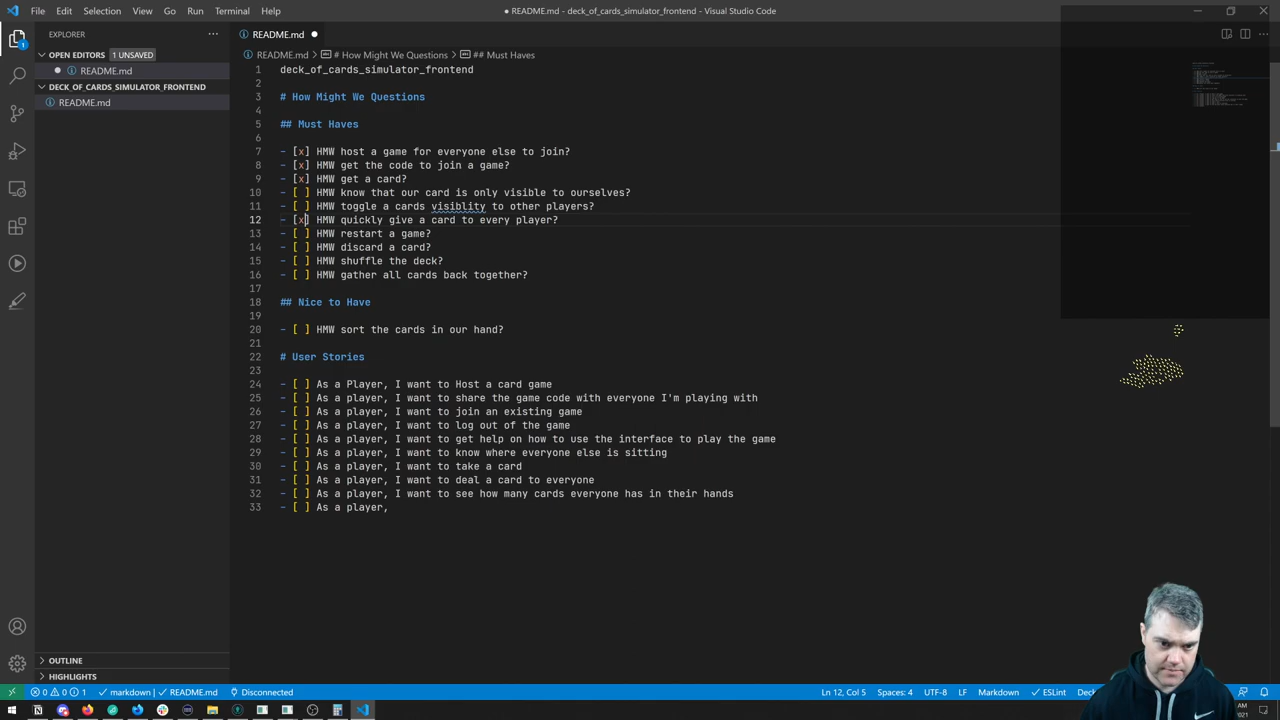 File Edit Selection View Go Run Terminal Help
● README.md - deck_of_cards_simulator_frontend - Visual Studio Code
EXPLORER
OPEN EDITORS 1 UNSAVED
README.md
DECK_OF_CARDS_SIMULATOR_FRONTEND
README.md
OUTLINE
HIGHLIGHTS
README.md
README.md > # How Might We Questions > ## Must Haves
1 deck_of_cards_simulator_frontend
2
3 # How Might We Questions
4
5 ## Must Haves
6
7 - [x] HMW host a game for everyone else to join?
8 - [x] HMW get the code to join a game?
9 - [x] HMW get a card?
10 - [ ] HMW know that our card is only visible to ourselves?
11 - [ ] HMW toggle a cards visiblity to other players?
12 - [x] HMW quickly give a card to every player?
13 - [ ] HMW restart a game?
14 - [ ] HMW discard a card?
15 - [ ] HMW shuffle the deck?
16 - [ ] HMW gather all cards back together?
17
18 ## Nice to Have
19
20 - [ ] HMW sort the cards in our hand?
21
22 # User Stories
23
24 - [ ] As a Player, I want to Host a card game
25 - [ ] As a player, I want to share the game code with everyone I'm playing with
26 - [ ] As a player, I want to join an existing game
27 - [ ] As a player, I want to log out of the game
28 - [ ] As a player, I want to get help on how to use the interface to play the game
29 - [ ] As a player, I want to know where everyone else is sitting
30 - [ ] As a player, I want to take a card
31 - [ ] As a player, I want to deal a card to everyone
32 - [ ] As a player, I want to see how many cards everyone has in their hands
33 - [ ] As a player,
0 0 1 markdown | README.md Disconnected Ln 12, Col 5 Spaces: 4 UTF-8 LF Markdown ESLint
AM
2021